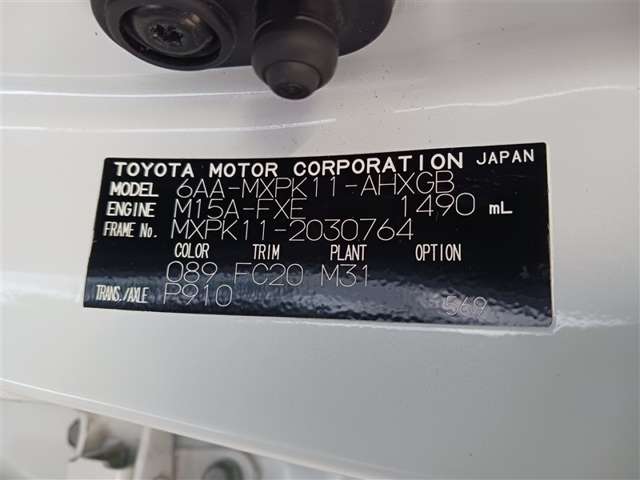 TOYOTA MOTOR CORPORATION JAPAN
MODEL 6AA-MXPK11-AHXGB
ENGINE M15A-FXE 1490 mL
FRAME No. MXPK11-2030764
COLOR TRIM PLANT OPTION
089 FC20 M31
TRANS./AXLE P910 569